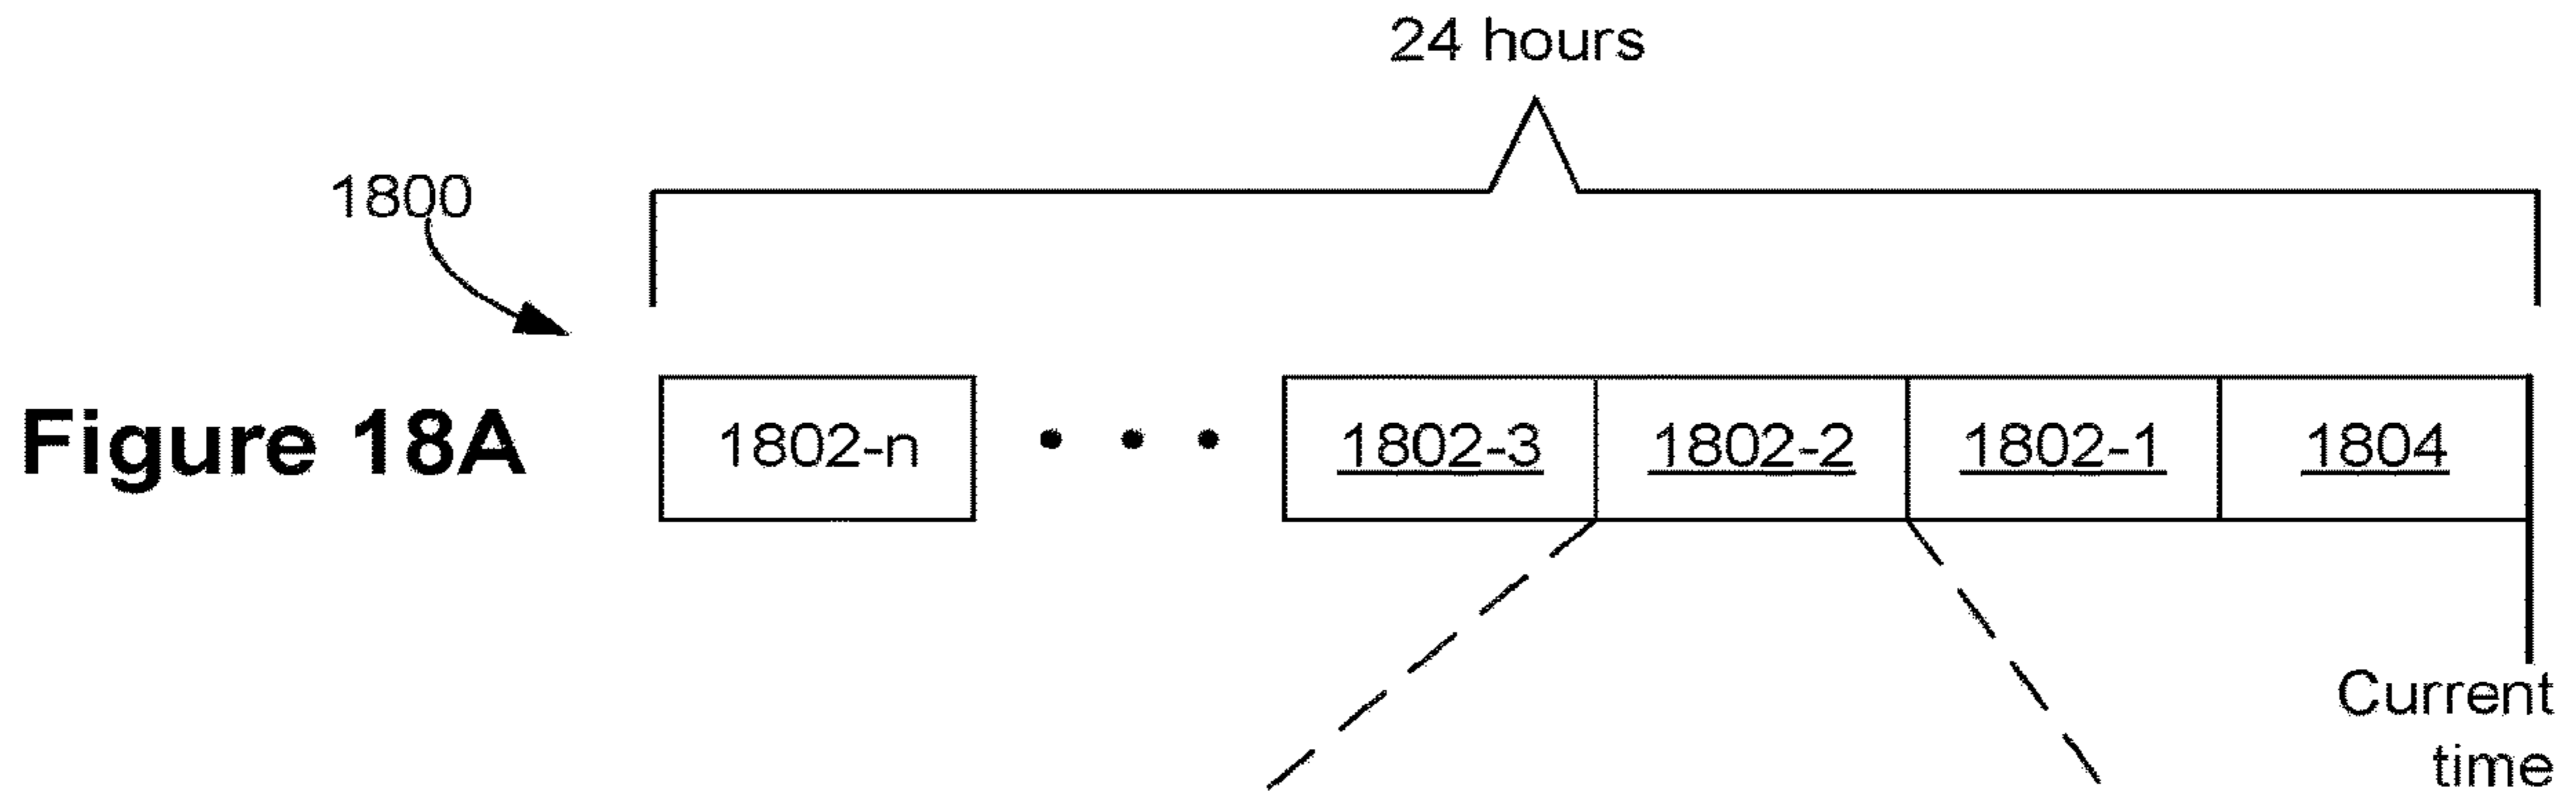 24 hours
1800
Figure 18A
1802-n • • • 1802-3 1802-2 1802-1 1804
Current
time